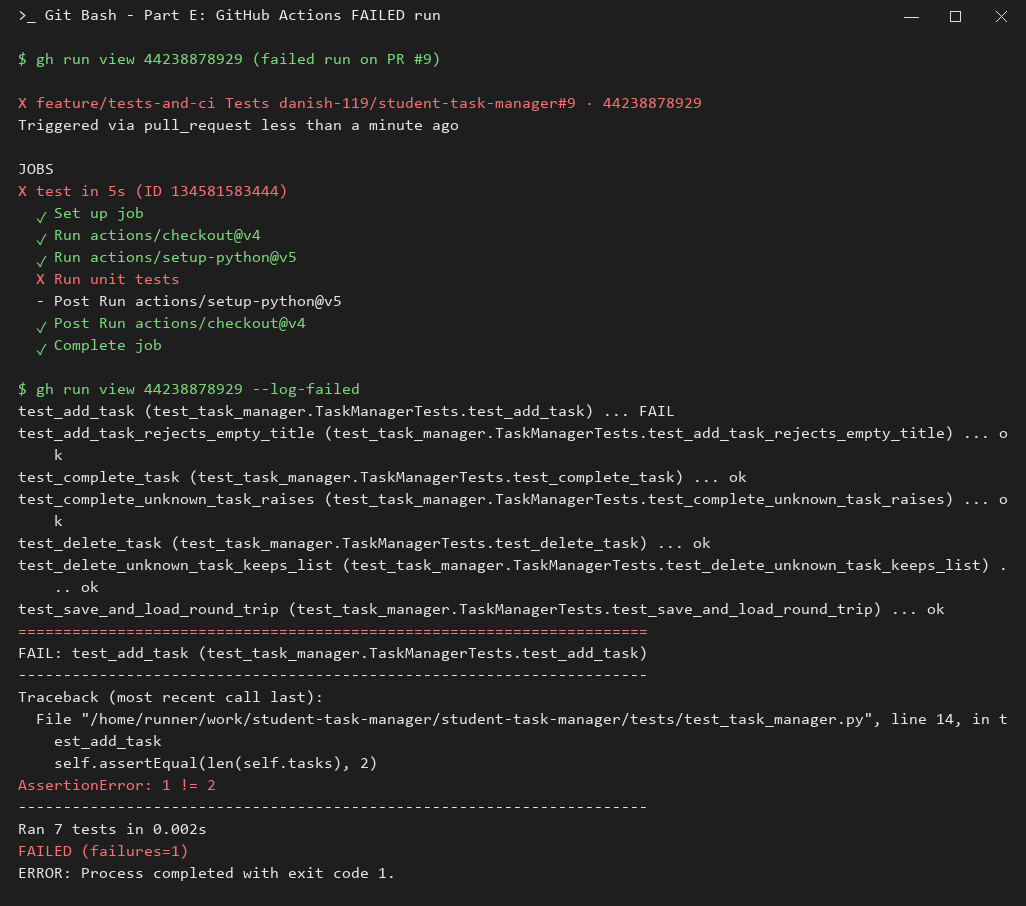 >_ Git Bash - Part E: GitHub Actions FAILED run
$ gh run view 44238878929 (failed run on PR #9)
X feature/tests-and-ci Tests danish-119/student-task-manager#9 · 44238878929
Triggered via pull_request less than a minute ago
JOBS
X test in 5s (ID 134581583444)
✓ Set up job
✓ Run actions/checkout@v4
✓ Run actions/setup-python@v5
X Run unit tests
- Post Run actions/setup-python@v5
✓ Post Run actions/checkout@v4
✓ Complete job
$ gh run view 44238878929 --log-failed
test_add_task (test_task_manager.TaskManagerTests.test_add_task) ... FAIL
test_add_task_rejects_empty_title (test_task_manager.TaskManagerTests.test_add_task_rejects_empty_title) ... o
k
test_complete_task (test_task_manager.TaskManagerTests.test_complete_task) ... ok
test_complete_unknown_task_raises (test_task_manager.TaskManagerTests.test_complete_unknown_task_raises) ... o
k
test_delete_task (test_task_manager.TaskManagerTests.test_delete_task) ... ok
test_delete_unknown_task_keeps_list (test_task_manager.TaskManagerTests.test_delete_unknown_task_keeps_list) .
.. ok
test_save_and_load_round_trip (test_task_manager.TaskManagerTests.test_save_and_load_round_trip) ... ok
======================================================================
FAIL: test_add_task (test_task_manager.TaskManagerTests.test_add_task)
----------------------------------------------------------------------
Traceback (most recent call last):
File "/home/runner/work/student-task-manager/student-task-manager/tests/test_task_manager.py", line 14, in t
est_add_task
self.assertEqual(len(self.tasks), 2)
AssertionError: 1 != 2
----------------------------------------------------------------------
Ran 7 tests in 0.002s
FAILED (failures=1)
ERROR: Process completed with exit code 1.